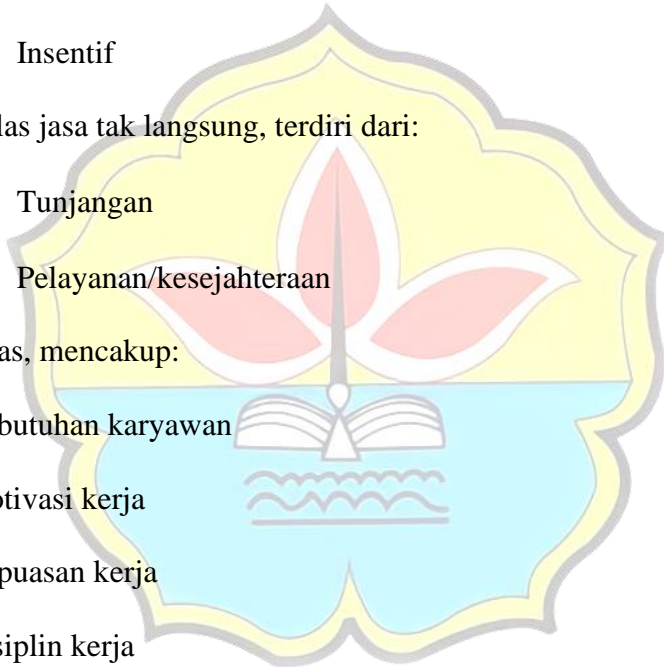 Insentif
las jasa tak langsung, terdiri dari:
Tunjangan
Pelayanan/kesejahteraan
as, mencakup:
butuhan karyawan
otivasi kerja
puasan kerja
siplin kerja